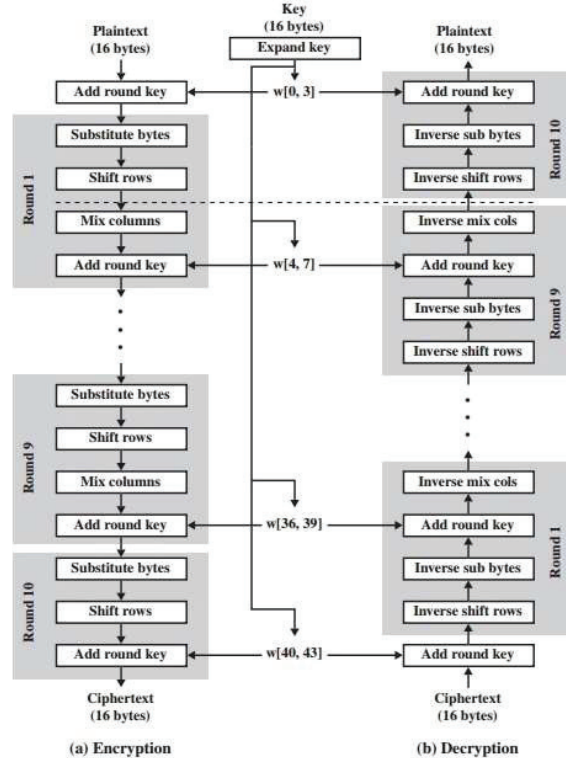 Key
(16 bytes)
Expand key
Plaintext
(16 bytes)
Add round key
Substitute bytes
Shift rows
Mix columns
Add round key
Round 1
Substitute bytes
Shift rows
Mix columns
Add round key
Round 9
Substitute bytes
Shift rows
Add round key
Round 10
Ciphertext
(16 bytes)
(a) Encryption
w[0, 3]
w[4, 7]
w[36, 39]
w[40, 43]
Plaintext
(16 bytes)
Add round key
Inverse sub bytes
Inverse shift rows
Round 10
Inverse mix cols
Add round key
Inverse sub bytes
Inverse shift rows
Round 9
Inverse mix cols
Add round key
Inverse sub bytes
Inverse shift rows
Round 1
Add round key
Ciphertext
(16 bytes)
(b) Decryption